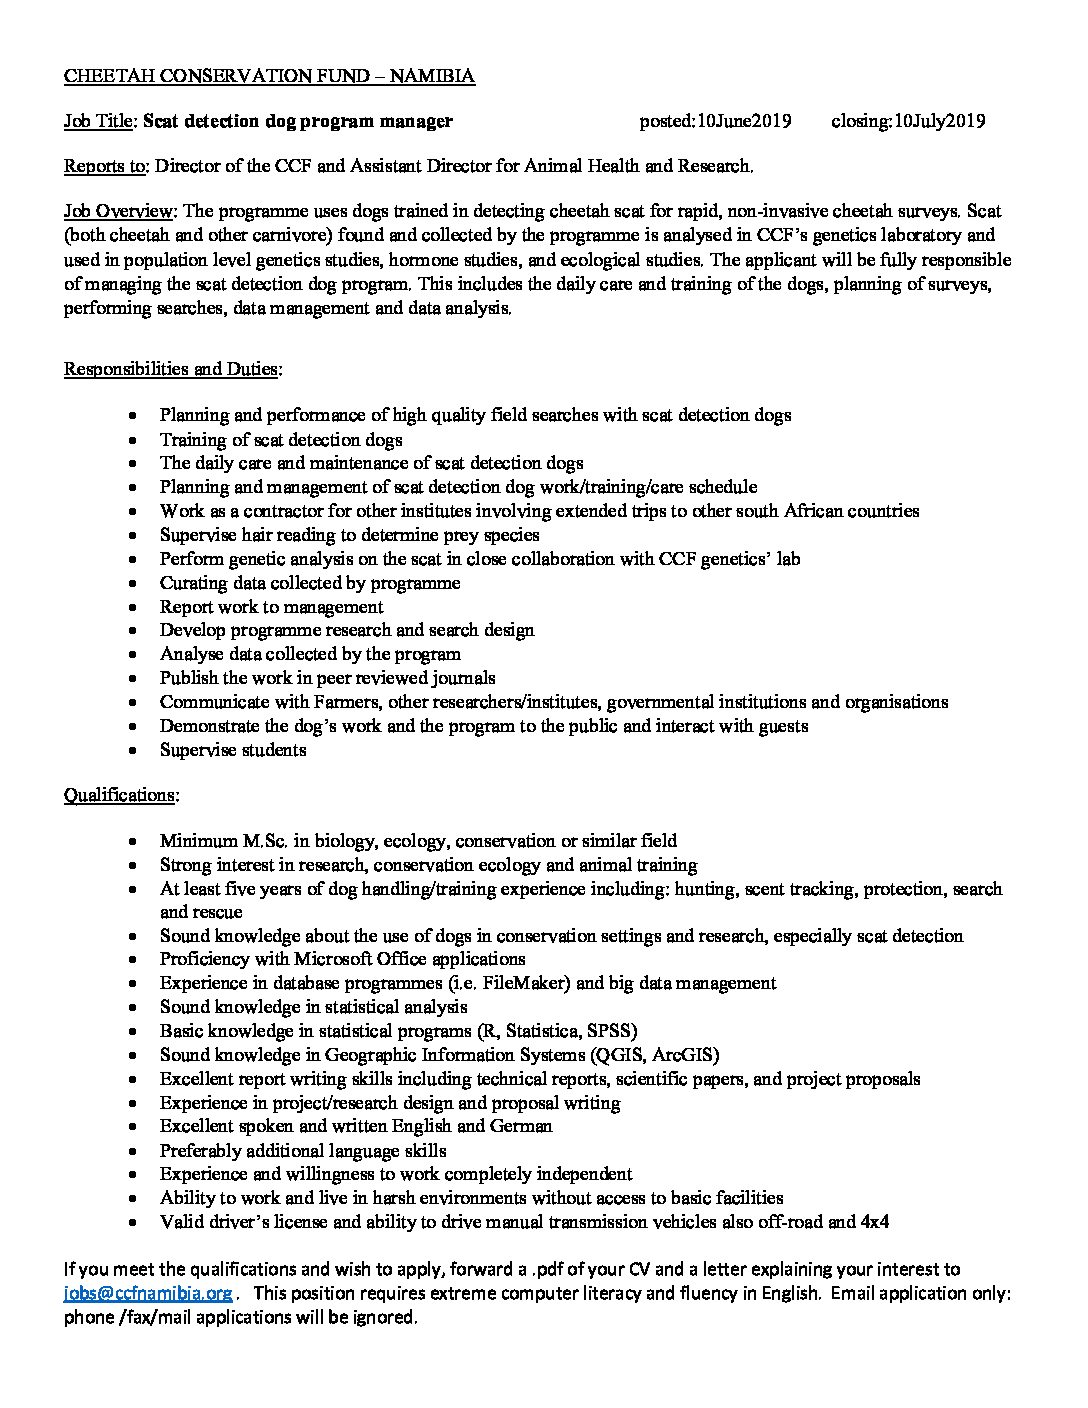 CHEETAH CONSERVATION FUND – NAMIBIA
Job Title: Scat detection dog program manager posted:10June2019 closing:10July2019
Reports to: Director of the CCF and Assistant Director for Animal Health and Research.
Job Overview: The programme uses dogs trained in detecting cheetah scat for rapid, non-invasive cheetah surveys. Scat
(both cheetah and other carnivore) found and collected by the programme is analysed in CCF’s genetics laboratory and
used in population level genetics studies, hormone studies, and ecological studies. The applicant will be fully responsible
of managing the scat detection dog program. This includes the daily care and training of the dogs, planning of surveys,
performing searches, data management and data analysis.
Responsibilities and Duties:
• Planning and performance of high quality field searches with scat detection dogs
• Training of scat detection dogs
• The daily care and maintenance of scat detection dogs
• Planning and management of scat detection dog work/training/care schedule
• Work as a contractor for other institutes involving extended trips to other south African countries
• Supervise hair reading to determine prey species
• Perform genetic analysis on the scat in close collaboration with CCF genetics’ lab
• Curating data collected by programme
• Report work to management
• Develop programme research and search design
• Analyse data collected by the program
• Publish the work in peer reviewed journals
• Communicate with Farmers, other researchers/institutes, governmental institutions and organisations
• Demonstrate the dog’s work and the program to the public and interact with guests
• Supervise students
Qualifications:
• Minimum M.Sc. in biology, ecology, conservation or similar field
• Strong interest in research, conservation ecology and animal training
• At least five years of dog handling/training experience including: hunting, scent tracking, protection, search
and rescue
• Sound knowledge about the use of dogs in conservation settings and research, especially scat detection
• Proficiency with Microsoft Office applications
• Experience in database programmes (i.e. FileMaker) and big data management
• Sound knowledge in statistical analysis
• Basic knowledge in statistical programs (R, Statistica, SPSS)
• Sound knowledge in Geographic Information Systems (QGIS, ArcGIS)
• Excellent report writing skills including technical reports, scientific papers, and project proposals
• Experience in project/research design and proposal writing
• Excellent spoken and written English and German
• Preferably additional language skills
• Experience and willingness to work completely independent
• Ability to work and live in harsh environments without access to basic facilities
• Valid driver’s license and ability to drive manual transmission vehicles also off-road and 4x4
If you meet the qualifications and wish to apply, forward a .pdf of your CV and a letter explaining your interest to
jobs@ccfnamibia.org . This position requires extreme computer literacy and fluency in English. Email application only:
phone /fax/mail applications will be ignored.